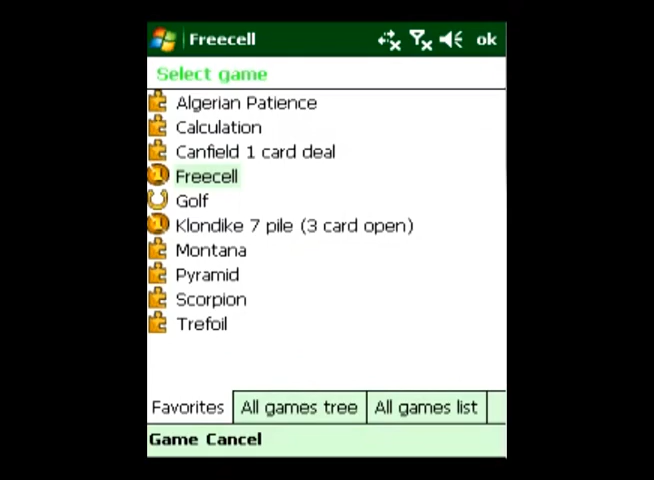 Freecell ok
Select game
Algerian Patience
Calculation
Canfield 1 card deal
Freecell
Golf
Klondike 7 pile (3 card open)
Montana
Pyramid
Scorpion
Trefoil
Favorites All games tree All games list
Game Cancel